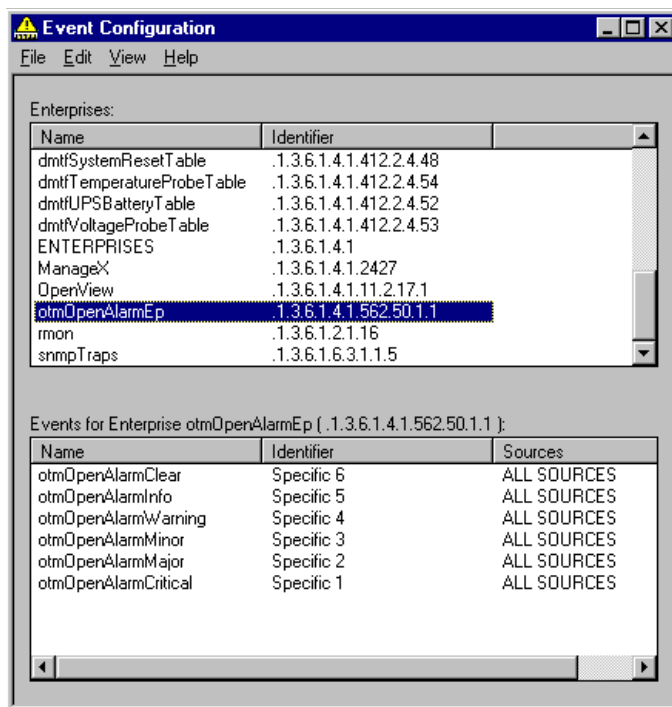 Event Configuration
File Edit View Help
Enterprises:
Name Identifier
dmtfSystemResetTable .1.3.6.1.4.1.412.2.4.48
dmtfTemperatureProbeTable .1.3.6.1.4.1.412.2.4.54
dmtfUPSBatteryTable .1.3.6.1.4.1.412.2.4.52
dmtfVoltageProbeTable .1.3.6.1.4.1.412.2.4.53
ENTERPRISES .1.3.6.1.4.1
ManageX .1.3.6.1.4.1.2427
OpenView .1.3.6.1.4.1.11.2.17.1
otmOpenAlarmEp .1.3.6.1.4.1.562.50.1.1
rmon .1.3.6.1.2.1.16
snmpTraps .1.3.6.1.6.3.1.1.5
Events for Enterprise otmOpenAlarmEp ( .1.3.6.1.4.1.562.50.1.1 ):
Name Identifier Sources
otmOpenAlarmClear Specific 6 ALL SOURCES
otmOpenAlarmInfo Specific 5 ALL SOURCES
otmOpenAlarmWarning Specific 4 ALL SOURCES
otmOpenAlarmMinor Specific 3 ALL SOURCES
otmOpenAlarmMajor Specific 2 ALL SOURCES
otmOpenAlarmCritical Specific 1 ALL SOURCES